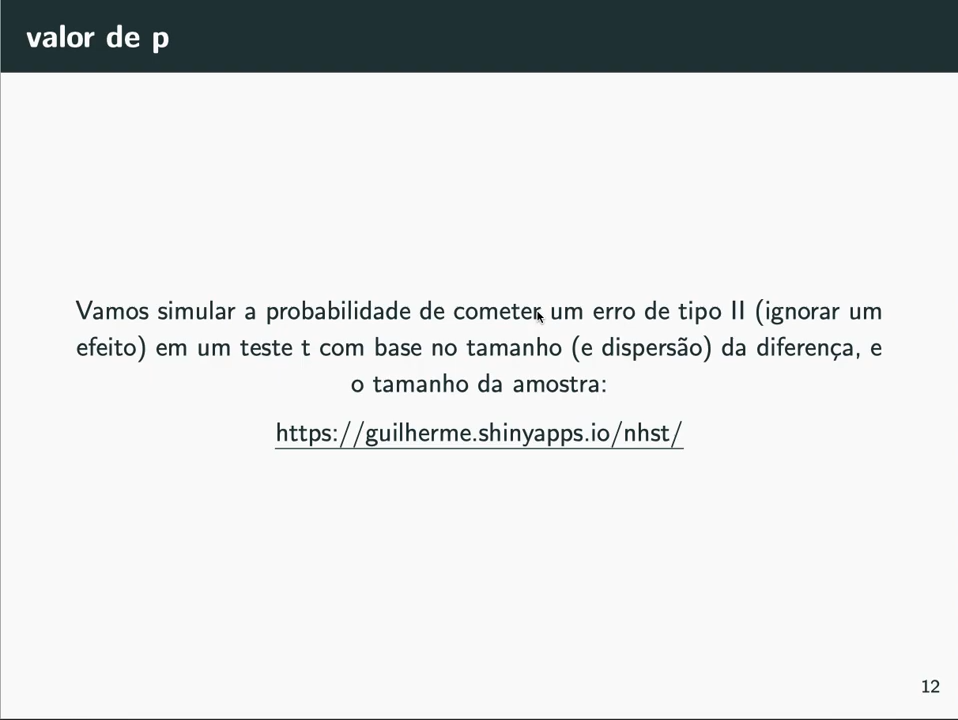 valor de p
Vamos simular a probabilidade de cometer um erro de tipo II (ignorar um
efeito) em um teste t com base no tamanho (e dispersão) da diferença, e
o tamanho da amostra:
https://guilherme.shinyapps.io/nhst/
12